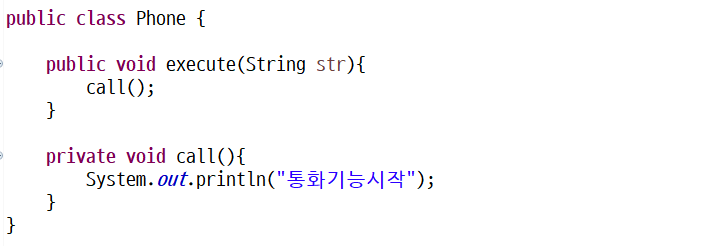 public class Phone {
public void execute(String str){
call();
}
private void call(){
System.out.println("통화기능시작");
}
}